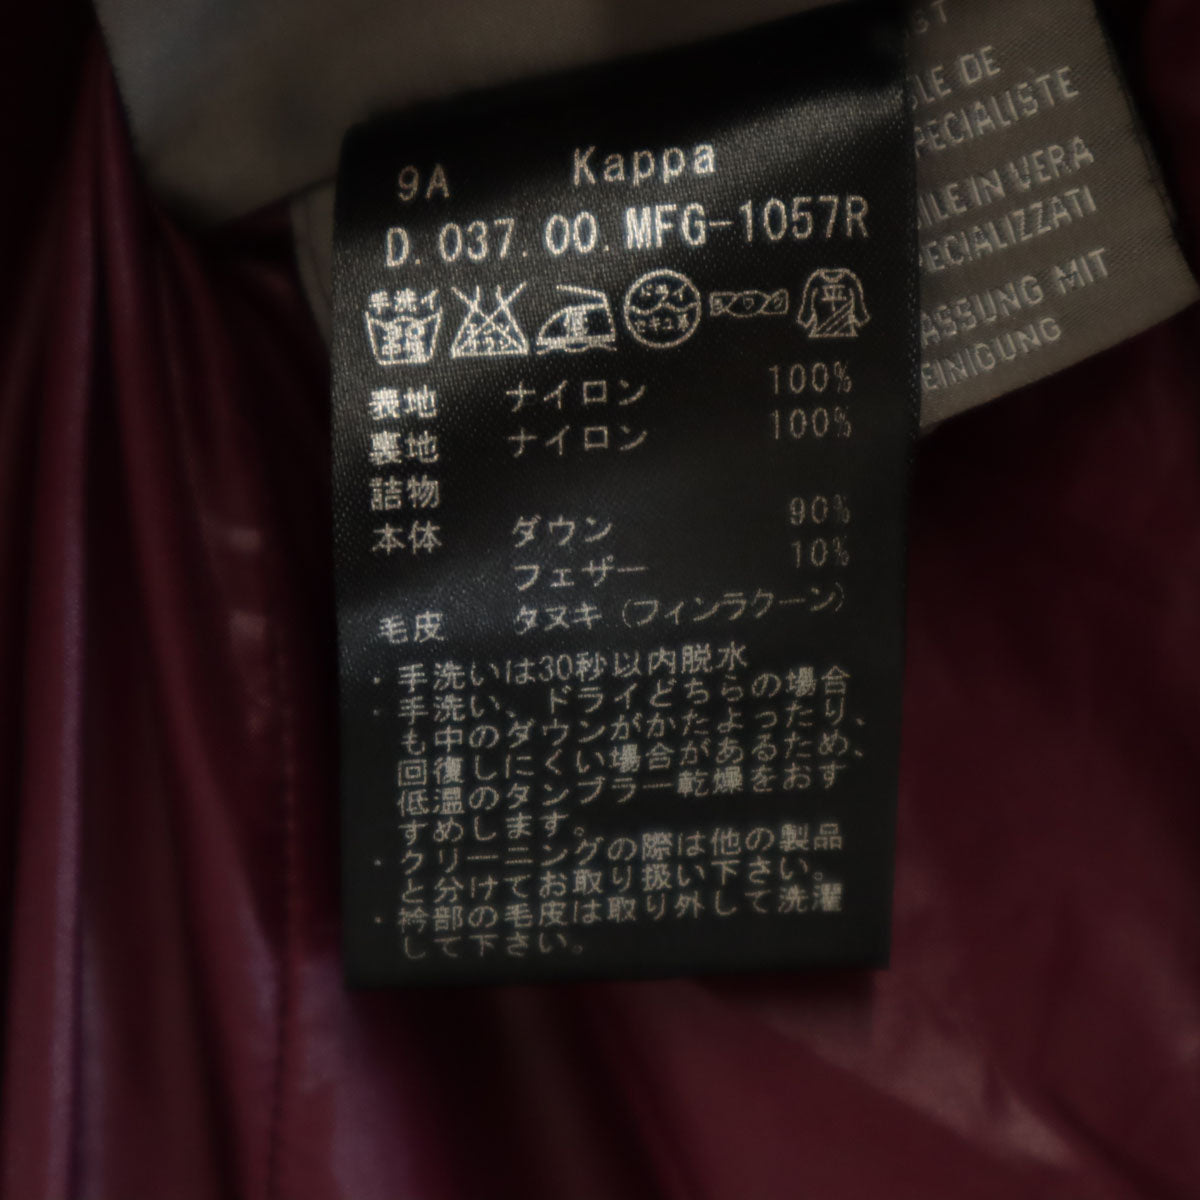 9A Kappa
D.037.00.MFG-1057R
手洗イ
ドライ
平
表地 ナイロン 100%
裏地 ナイロン 100%
詰物
本体 ダウン 90%
フェザー 10%
毛皮 タヌキ(フィンラクーン)
・手洗いは30秒以内脱水
・手洗い、ドライどちらの場合
も中のダウンがかたよったり、
回復しにくい場合があるため、
低温のタンブラー乾燥をおす
すめします。
・クリーニングの際は他の製品
と分けてお取り扱い下さい。
・衿部の毛皮は取り外して洗濯
して下さい。
DE
IN VERA
MIT